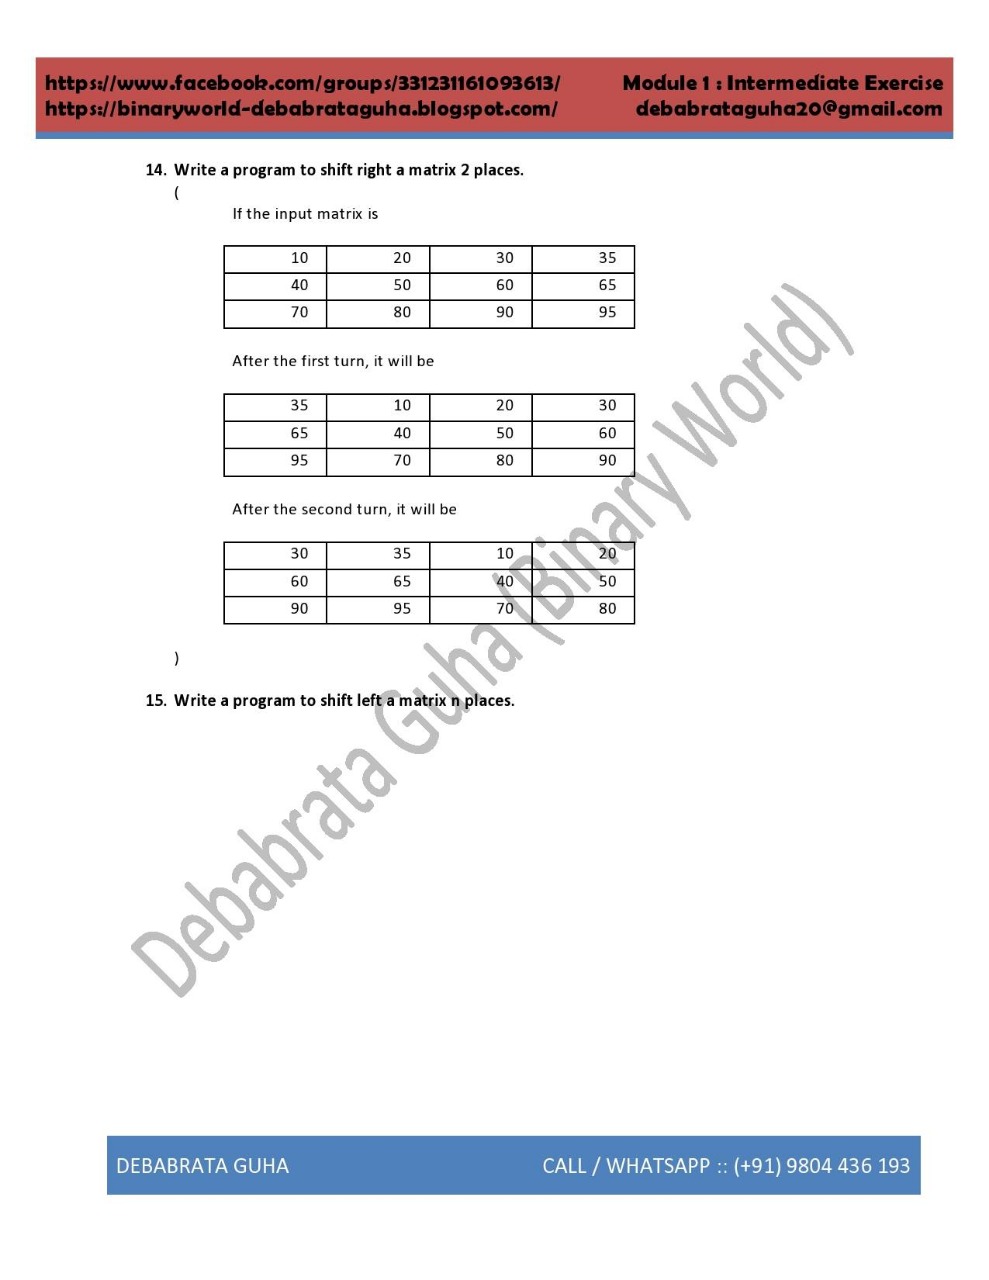 https://www.facebook.com/groups/331231161093613/ Module 1 : Intermediate Exercise
https://binaryworld-debabrataguha.blogspot.com/ debabrataguha20@gmail.com
14. Write a program to shift right a matrix 2 places.
(
If the input matrix is
10 20 30 35
40 50 60 65
70 80 90 95
After the first turn, it will be
35 10 20 30
65 40 50 60
95 70 80 90
After the second turn, it will be
30 35 10 20
60 65 40 50
90 95 70 80
)
15. Write a program to shift left a matrix n places.
Debabrata Guha (Binary World)
DEBABRATA GUHA CALL / WHATSAPP :: (+91) 9804 436 193